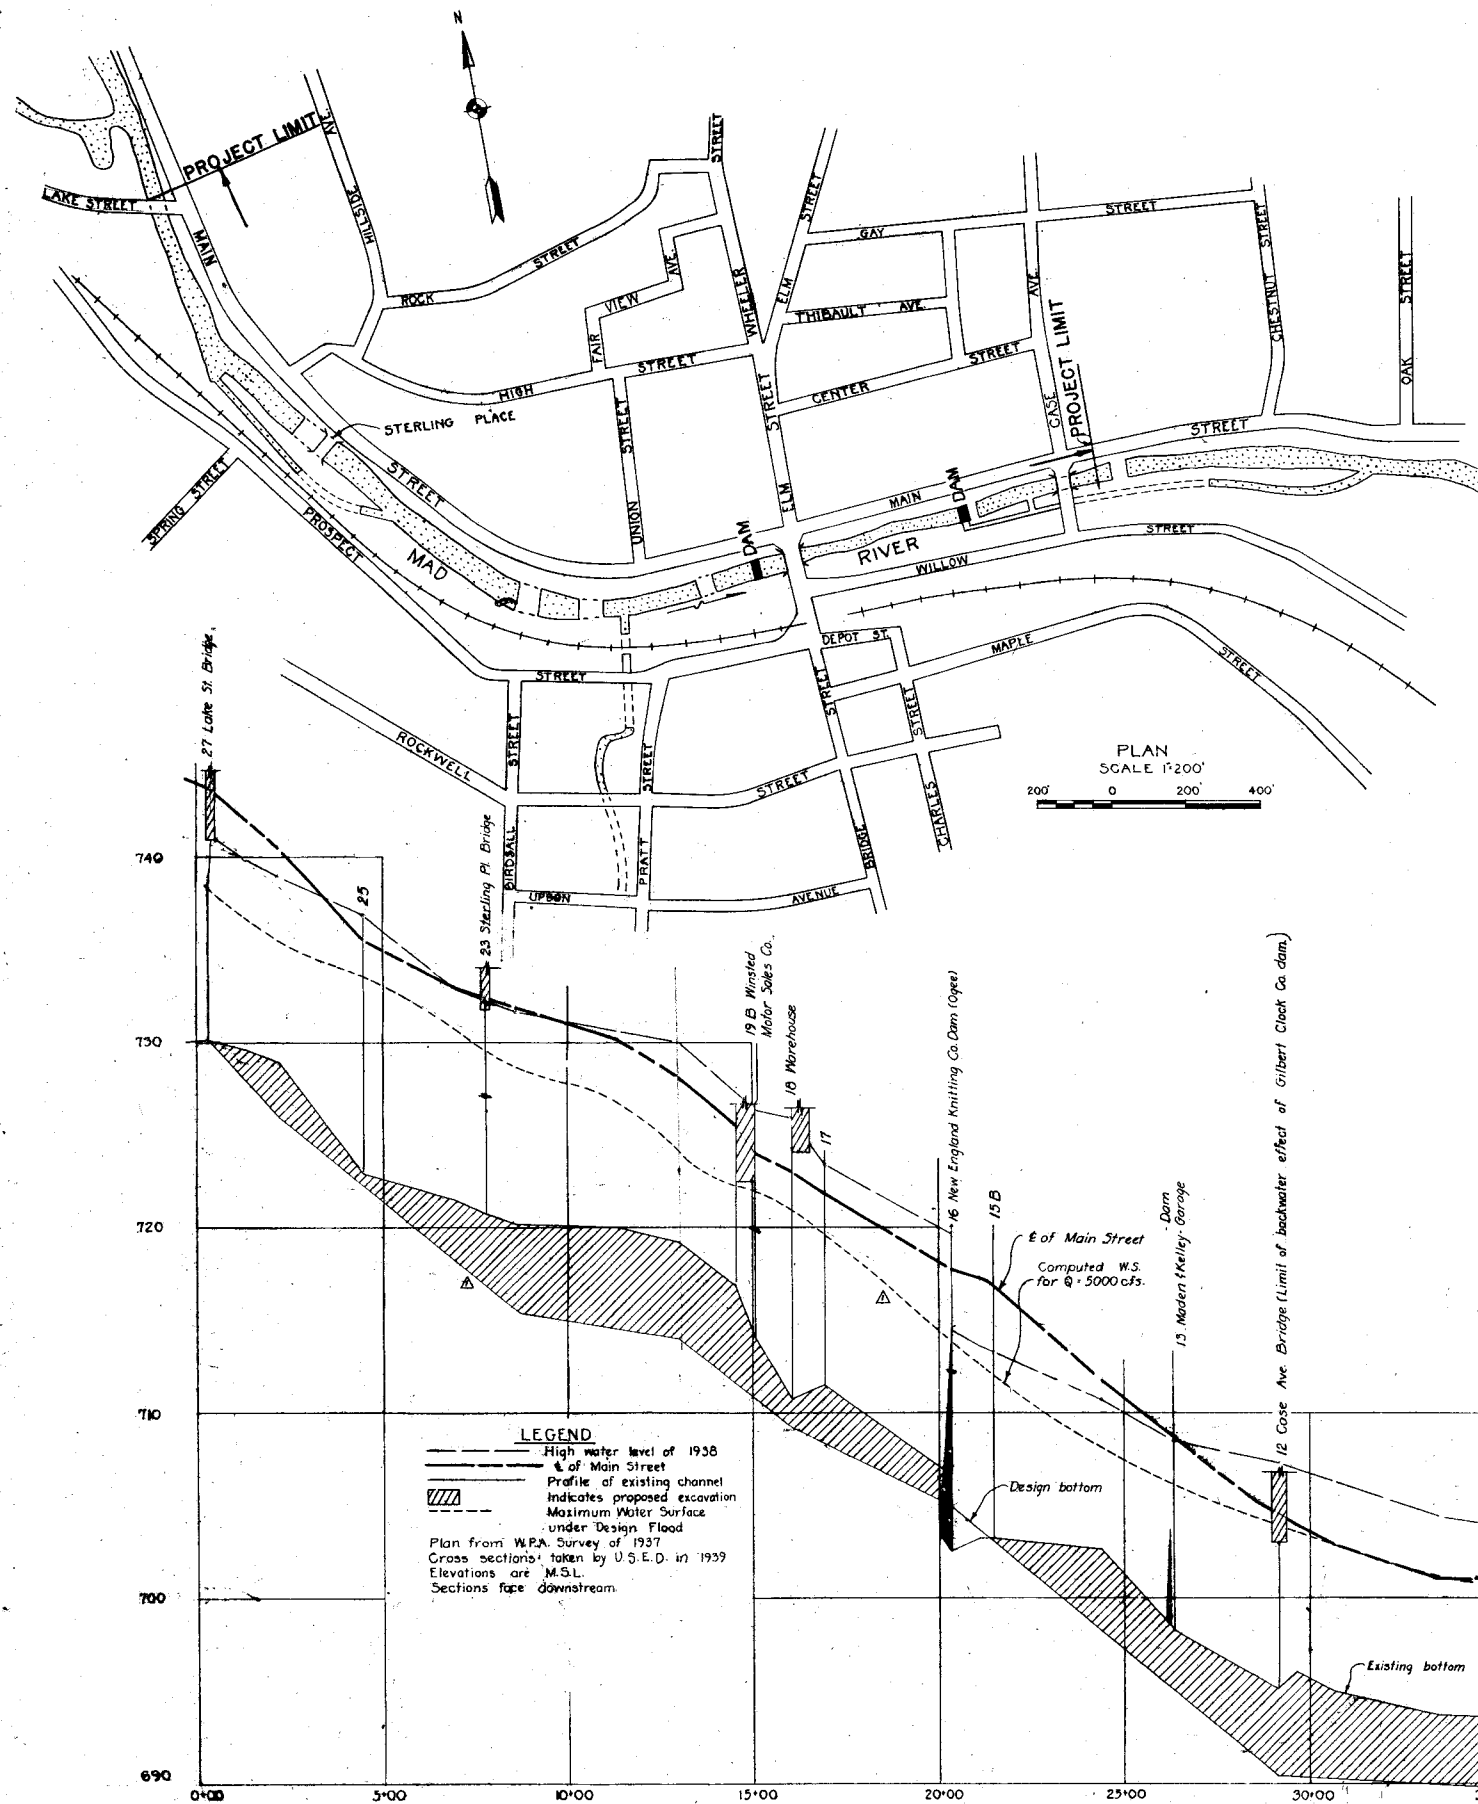 N
PROJECT LIMIT
LAKE STREET
MAIN
HILLSIDE
AVE
ROCK
STREET
STREET
FAIR
VIEW
AVE.
WHEELER
STREET
ELM
GAY
STREET
THIBAULT AVE.
AVE.
CASE
PROJECT LIMIT
STREET
CHESTNUT
OAK STREET
HIGH
STREET
CENTER
STREET
STERLING PLACE
STREET
SPRING STREET
PROSPECT
MAD
UNION
STREET
ELM
STREET
DAM
MAIN
DAM
STREET
RIVER
WILLOW
STREET
DEPOT ST.
MAPLE
STREET
STREET
ROCKWELL
STREET
STREET
STREET
STREET
STREET
BIRDSALL
PRATT
BRIDGE
CHARLES
UPSON
AVENUE
PLAN
SCALE 1"=200'
200' 0 200' 400'
27 Lake St. Bridge
25
23 Sterling Pl. Bridge
19 B Winsted
Motor Sales Co.
18 Warehouse
17
16 New England Knitting Co. Dam (Ogee)
15 B
Dam
13 Maden & Kelley Garage
12 Case Ave. Bridge (Limit of backwater effect of Gilbert Clock Co. dam)
740
730
720
710
700
690
℄ of Main Street
Computed W.S.
for Q = 5000 cfs.
Design bottom
Existing bottom
LEGEND
High water level of 1938
℄ of Main Street
Profile of existing channel
Indicates proposed excavation
Maximum Water Surface
under Design Flood
Plan from W.P.A. Survey of 1937
Cross sections taken by U.S.E.D. in 1939
Elevations are M.S.L.
Sections face downstream.
0+00 5+00 10+00 15+00 20+00 25+00 30+00